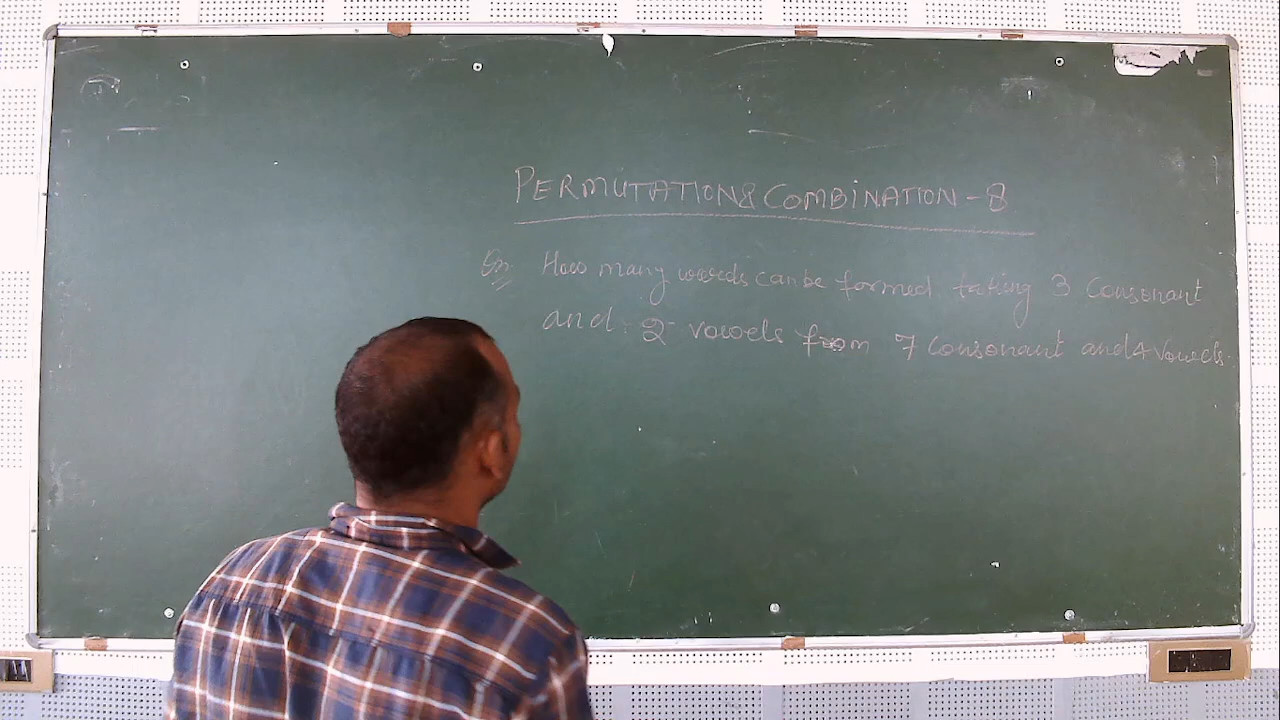 PERMUTATION & COMBINATION - 8
Ex. How many words can be formed taking 3 Consonant
and 2 vowels from 7 Consonant and 4 Vowels.